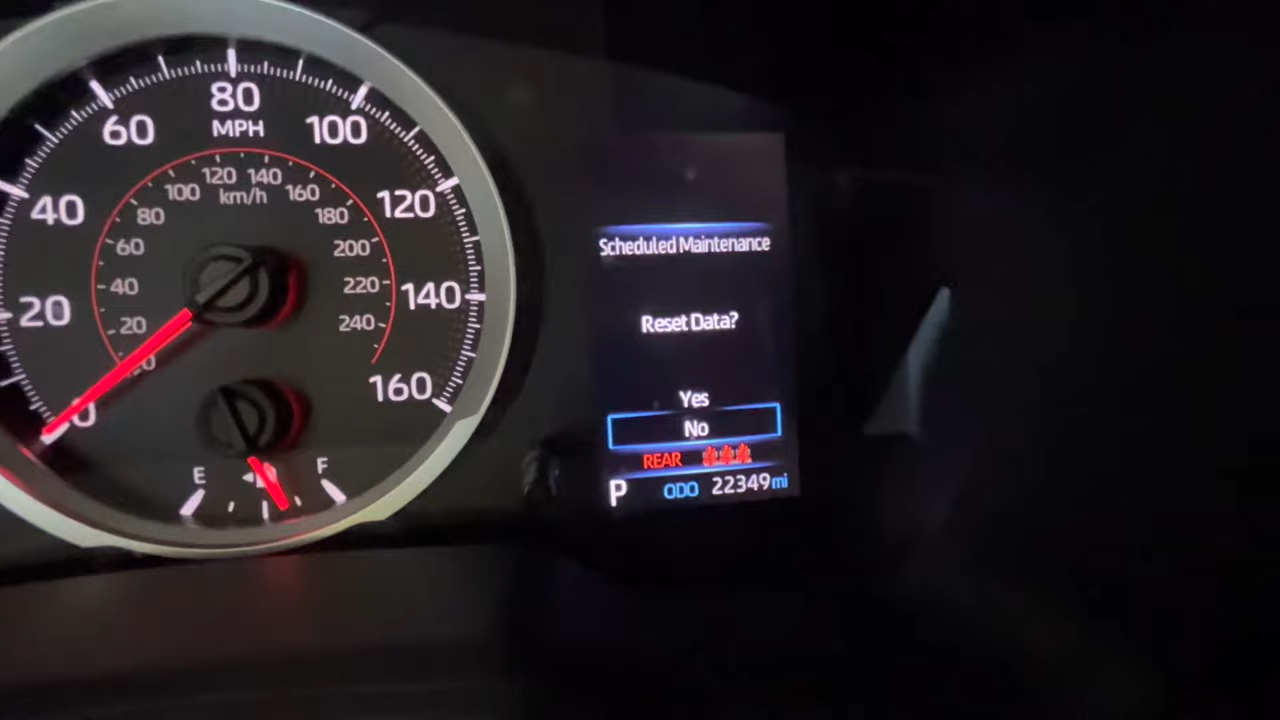 80
MPH
60
100
40
120
20
140
0
160
120 140
100
km/h
160
80
180
60
200
40
220
20
240
E
F
Scheduled Maintenance
Reset Data?
Yes
No
REAR
P ODO 22349 mi